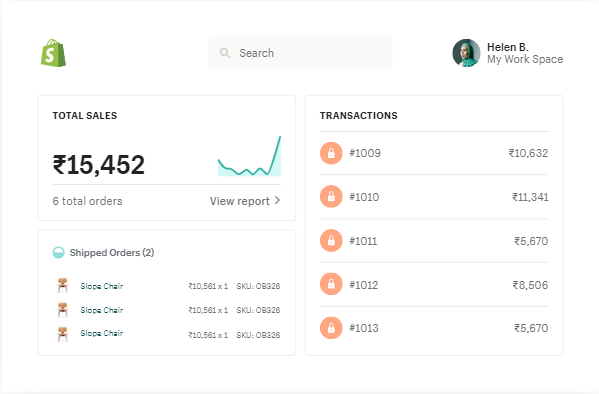 S
Search
Helen B.
My Work Space
TOTAL SALES
₹15,452
6 total orders
View report
Shipped Orders (2)
Slope Chair ₹10,561 x 1 SKU: OB326
Slope Chair ₹10,561 x 1 SKU: OB326
Slope Chair ₹10,561 x 1 SKU: OB326
TRANSACTIONS
#1009 ₹10,632
#1010 ₹11,341
#1011 ₹5,670
#1012 ₹8,506
#1013 ₹5,670